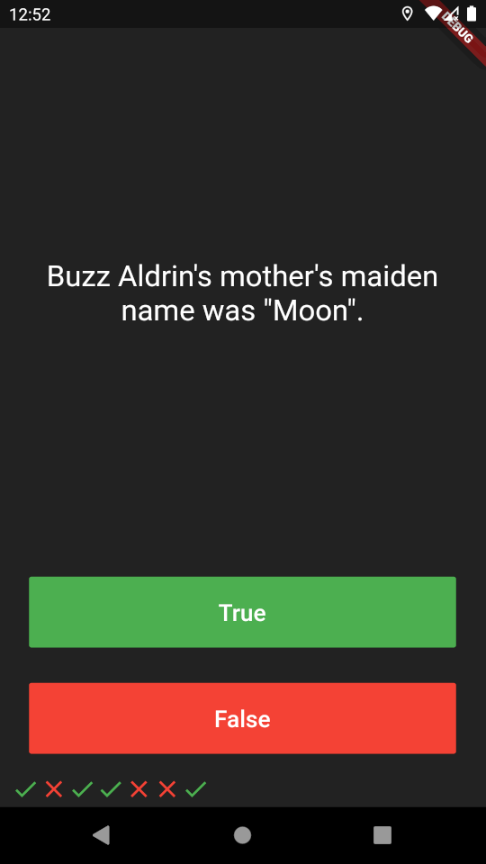 12:52
DEBUG
Buzz Aldrin's mother's maiden
name was "Moon".
True
False